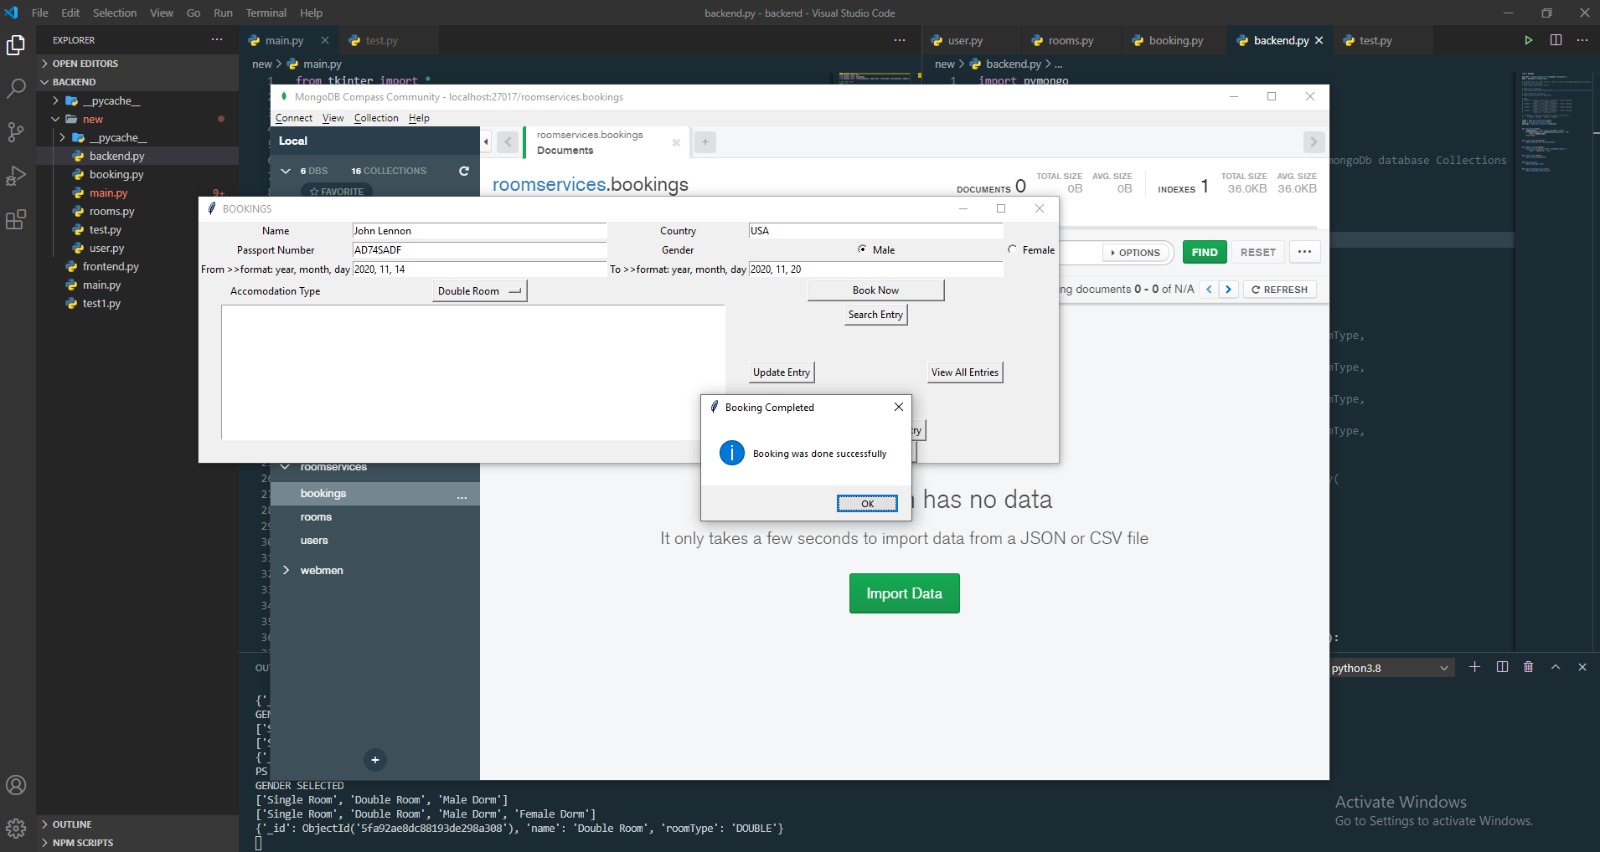 File Edit Selection View Go Run Terminal Help
backend.py - backend - Visual Studio Code
EXPLORER
main.py
test.py
user.py
rooms.py
booking.py
backend.py
test.py
OPEN EDITORS
new > main.py
new > backend.py > ...
BACKEND
1 from tkinter import *
1 import pymongo
__pycache__
new
__pycache__
backend.py
booking.py
main.py 9+
rooms.py
test.py
user.py
frontend.py
main.py
test1.py
MongoDB Compass Community - localhost:27017/roomservices.bookings
Connect View Collection Help
Local
roomservices.bookings
Documents
6 DBS 16 COLLECTIONS
FAVORITE
roomservices.bookings
DOCUMENTS 0
TOTAL SIZE 0B
AVG. SIZE 0B
INDEXES 1
TOTAL SIZE 36.0KB
AVG. SIZE 36.0KB
mongoDb database Collections
OPTIONS
FIND
RESET
documents 0 - 0 of N/A
REFRESH
BOOKINGS
Name John Lennon
Country USA
Passport Number AD74SADF
Gender Male Female
From >>format: year, month, day 2020, 11, 14
To >>format: year, month, day 2020, 11, 20
Accomodation Type Double Room
Book Now
Search Entry
Update Entry
View All Entries
Booking Completed
Booking was done successfully
OK
roomservices
bookings
rooms
users
webmen
has no data
It only takes a few seconds to import data from a JSON or CSV file
Import Data
python3.8
GENDER SELECTED
['Single Room', 'Double Room', 'Male Dorm']
['Single Room', 'Double Room', 'Male Dorm', 'Female Dorm']
{'_id': ObjectId('5fa92ae8dc88193de298a308'), 'name': 'Double Room', 'roomType': 'DOUBLE'}
OUTLINE
NPM SCRIPTS
Activate Windows
Go to Settings to activate Windows.